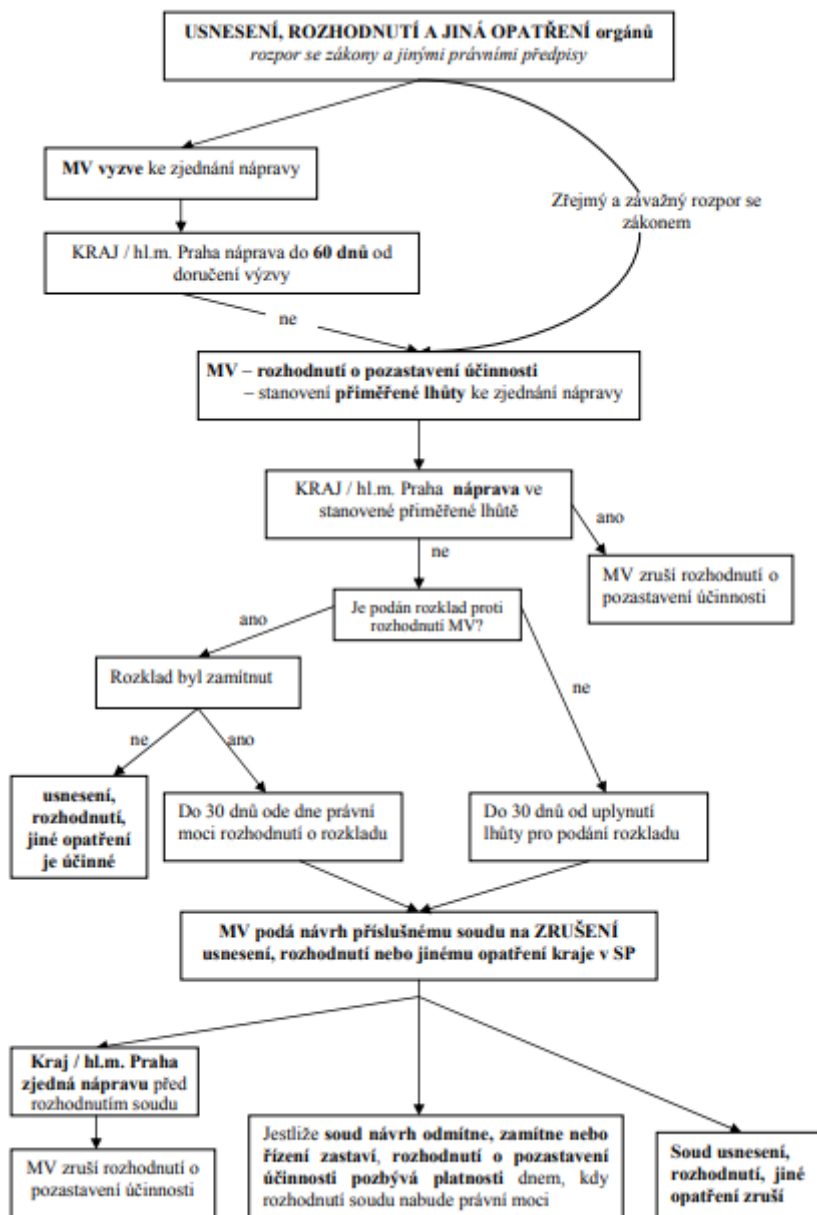 USNESENÍ, ROZHODNUTÍ A JINÁ OPATŘENÍ orgánů
rozpor se zákony a jinými právními předpisy
MV vyzve ke zjednání nápravy
Zřejmý a závažný rozpor se
zákonem
KRAJ / hl.m. Praha náprava do 60 dnů od
doručení výzvy
ne
MV – rozhodnutí o pozastavení účinnosti
– stanovení přiměřené lhůty ke zjednání nápravy
KRAJ / hl.m. Praha náprava ve
stanovené přiměřené lhůtě
ano
ne
MV zruší rozhodnutí o
pozastavení účinnosti
Je podán rozklad proti
rozhodnutí MV?
ano
Rozklad byl zamítnut
ne
ne
ano
usnesení,
rozhodnutí,
jiné opatření
je účinné
Do 30 dnů ode dne právní
moci rozhodnutí o rozkladu
Do 30 dnů od uplynutí
lhůty pro podání rozkladu
MV podá návrh příslušnému soudu na ZRUŠENÍ
usnesení, rozhodnutí nebo jinému opatření kraje v SP
Kraj / hl.m. Praha
zjedná nápravu před
rozhodnutím soudu
MV zruší rozhodnutí o
pozastavení účinnosti
Jestliže soud návrh odmítne, zamítne nebo
řízení zastaví, rozhodnutí o pozastavení
účinnosti pozbývá platnosti dnem, kdy
rozhodnutí soudu nabude právní moci
Soud usnesení,
rozhodnutí, jiné
opatření zruší